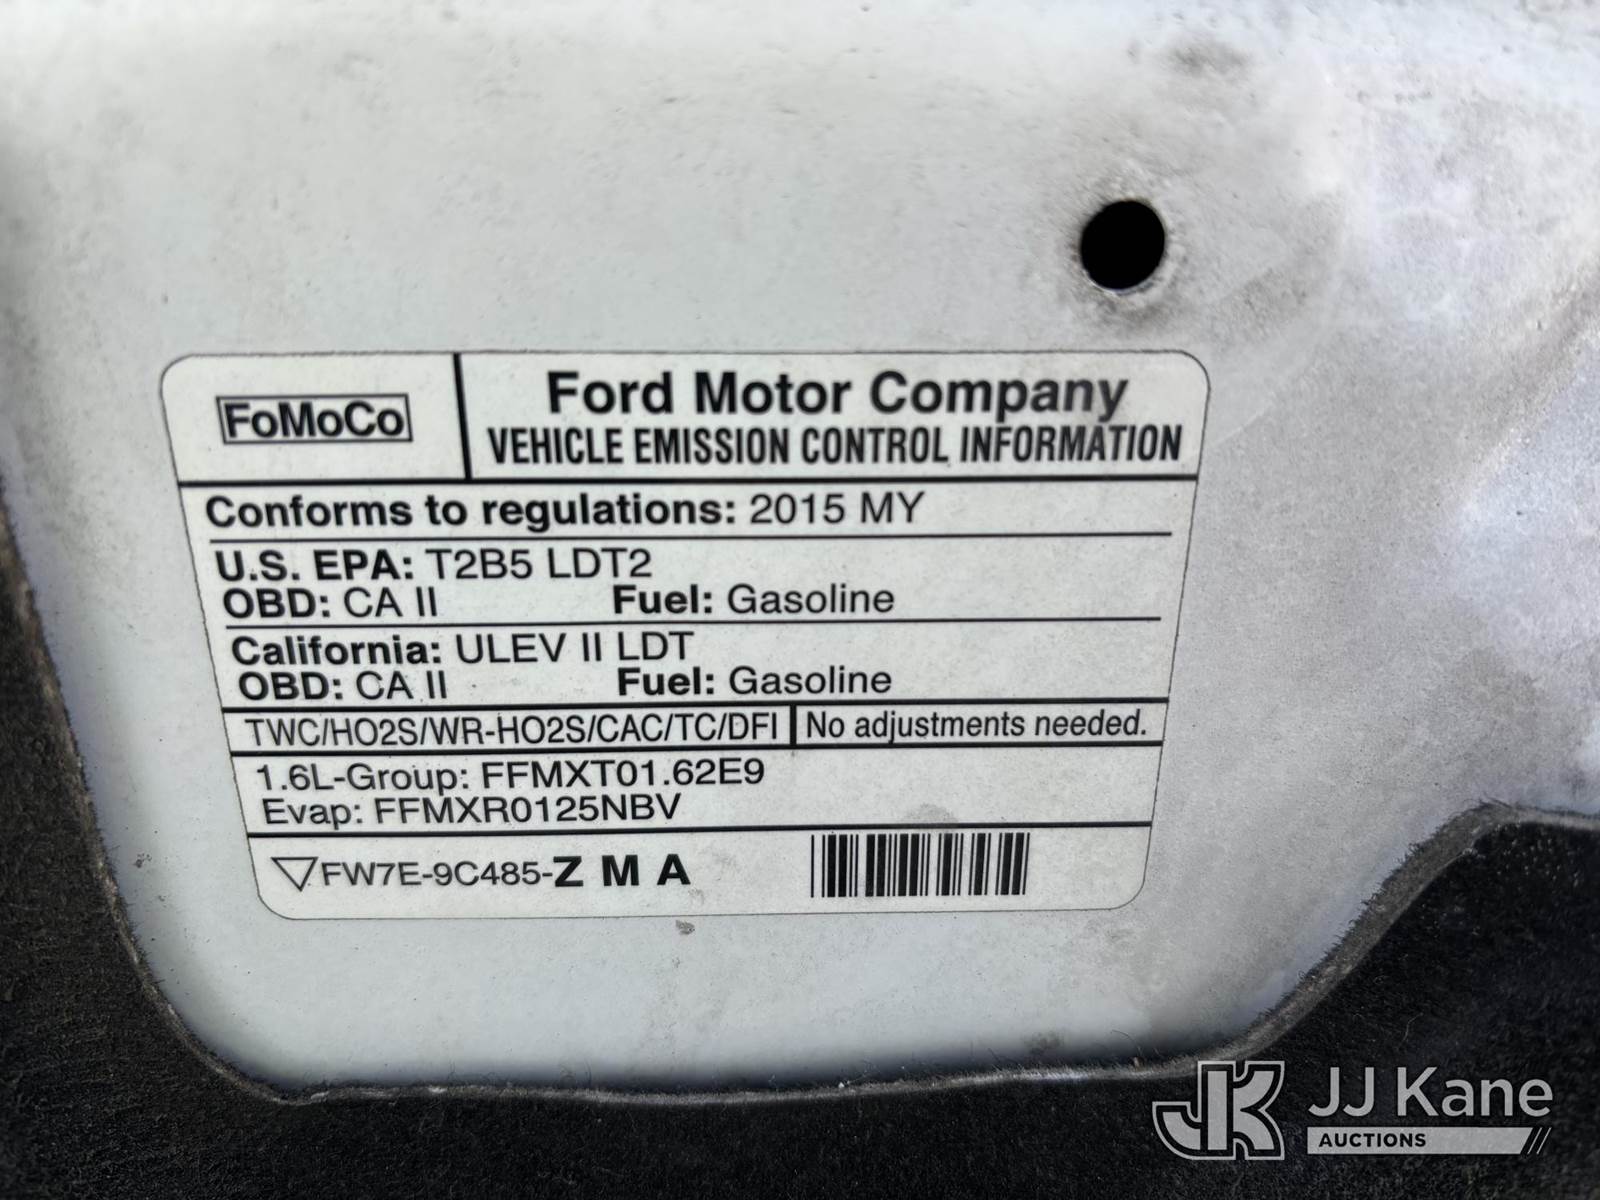 FoMoCo
Ford Motor Company
VEHICLE EMISSION CONTROL INFORMATION
Conforms to regulations: 2015 MY
U.S. EPA: T2B5 LDT2
OBD: CA II Fuel: Gasoline
California: ULEV II LDT
OBD: CA II Fuel: Gasoline
TWC/HO2S/WR-HO2S/CAC/TC/DFI No adjustments needed.
1.6L-Group: FFMXT01.62E9
Evap: FFMXR0125NBV
FW7E-9C485-Z M A
JK JJ Kane
AUCTIONS